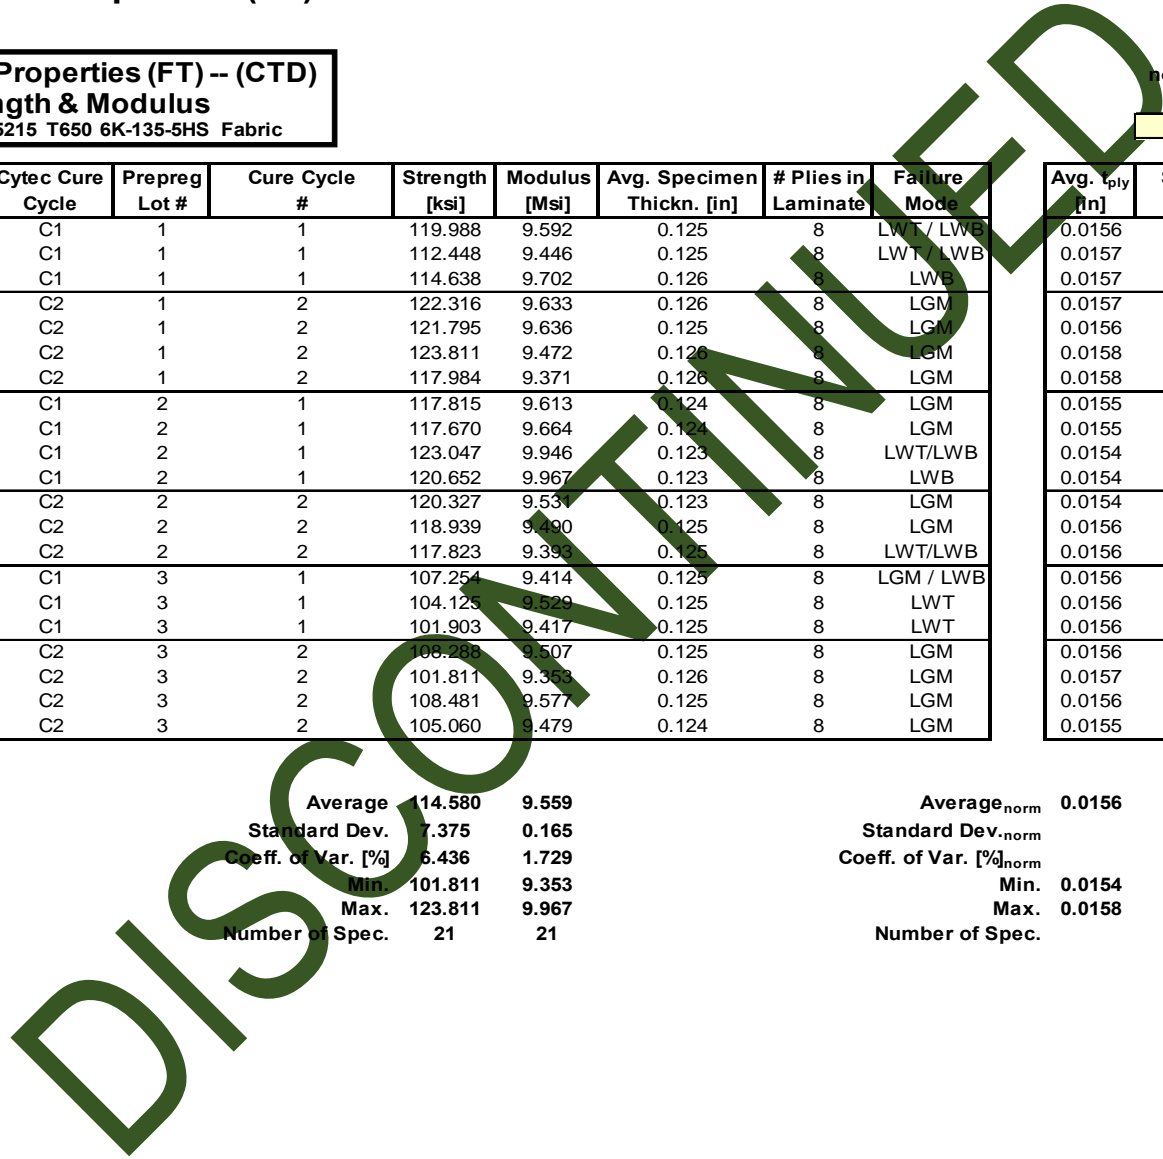 Properties (FT) -- (CTD)
gth & Modulus
5215 T650 6K-135-5HS Fabric
Cytec Cure Cycle Prepreg Lot # Cure Cycle # Strength [ksi] Modulus [Msi] Avg. Specimen Thickn. [in] # Plies in Laminate Failure Mode Avg. tply [in]
C1 1 1 119.988 9.592 0.125 8 LWT / LWB 0.0156
C1 1 1 112.448 9.446 0.125 8 LWT / LWB 0.0157
C1 1 1 114.638 9.702 0.126 8 LWB 0.0157
C2 1 2 122.316 9.633 0.126 8 LGM 0.0157
C2 1 2 121.795 9.636 0.125 8 LGM 0.0156
C2 1 2 123.811 9.472 0.126 8 LGM 0.0158
C2 1 2 117.984 9.371 0.126 8 LGM 0.0158
C1 2 1 117.815 9.613 0.124 8 LGM 0.0155
C1 2 1 117.670 9.664 0.124 8 LGM 0.0155
C1 2 1 123.047 9.946 0.123 8 LWT/LWB 0.0154
C1 2 1 120.652 9.967 0.123 8 LWB 0.0154
C2 2 2 120.327 9.531 0.123 8 LGM 0.0154
C2 2 2 118.939 9.490 0.125 8 LGM 0.0156
C2 2 2 117.823 9.393 0.125 8 LWT/LWB 0.0156
C1 3 1 107.254 9.414 0.125 8 LGM / LWB 0.0156
C1 3 1 104.125 9.529 0.125 8 LWT 0.0156
C1 3 1 101.903 9.417 0.125 8 LWT 0.0156
C2 3 2 108.288 9.507 0.125 8 LGM 0.0156
C2 3 2 101.811 9.353 0.126 8 LGM 0.0157
C2 3 2 108.481 9.577 0.125 8 LGM 0.0156
C2 3 2 105.060 9.479 0.124 8 LGM 0.0155
Average 114.580 9.559 Averagenorm 0.0156
Standard Dev. 7.375 0.165 Standard Dev.norm
Coeff. of Var. [%] 6.436 1.729 Coeff. of Var. [%]norm
Min. 101.811 9.353 Min. 0.0154
Max. 123.811 9.967 Max. 0.0158
Number of Spec. 21 21 Number of Spec.
DISCONTINUED